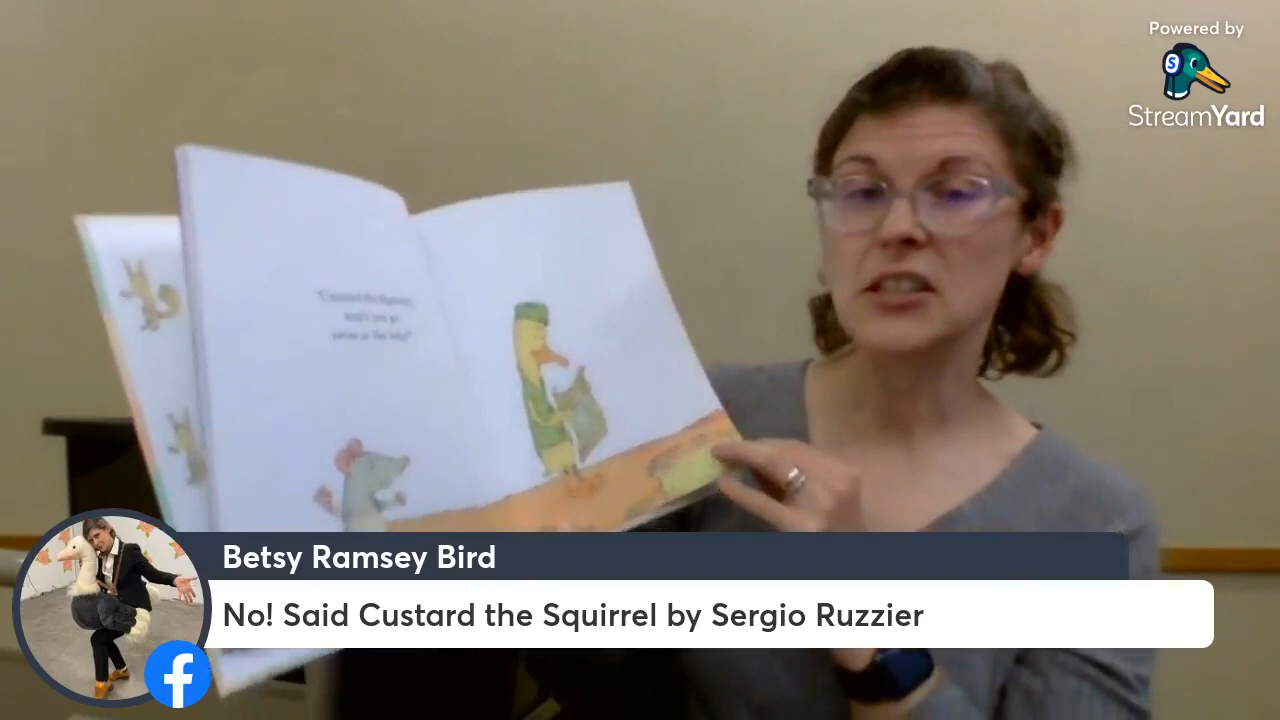 Powered by
StreamYard
S
Betsy Ramsey Bird
No! Said Custard the Squirrel by Sergio Ruzzier